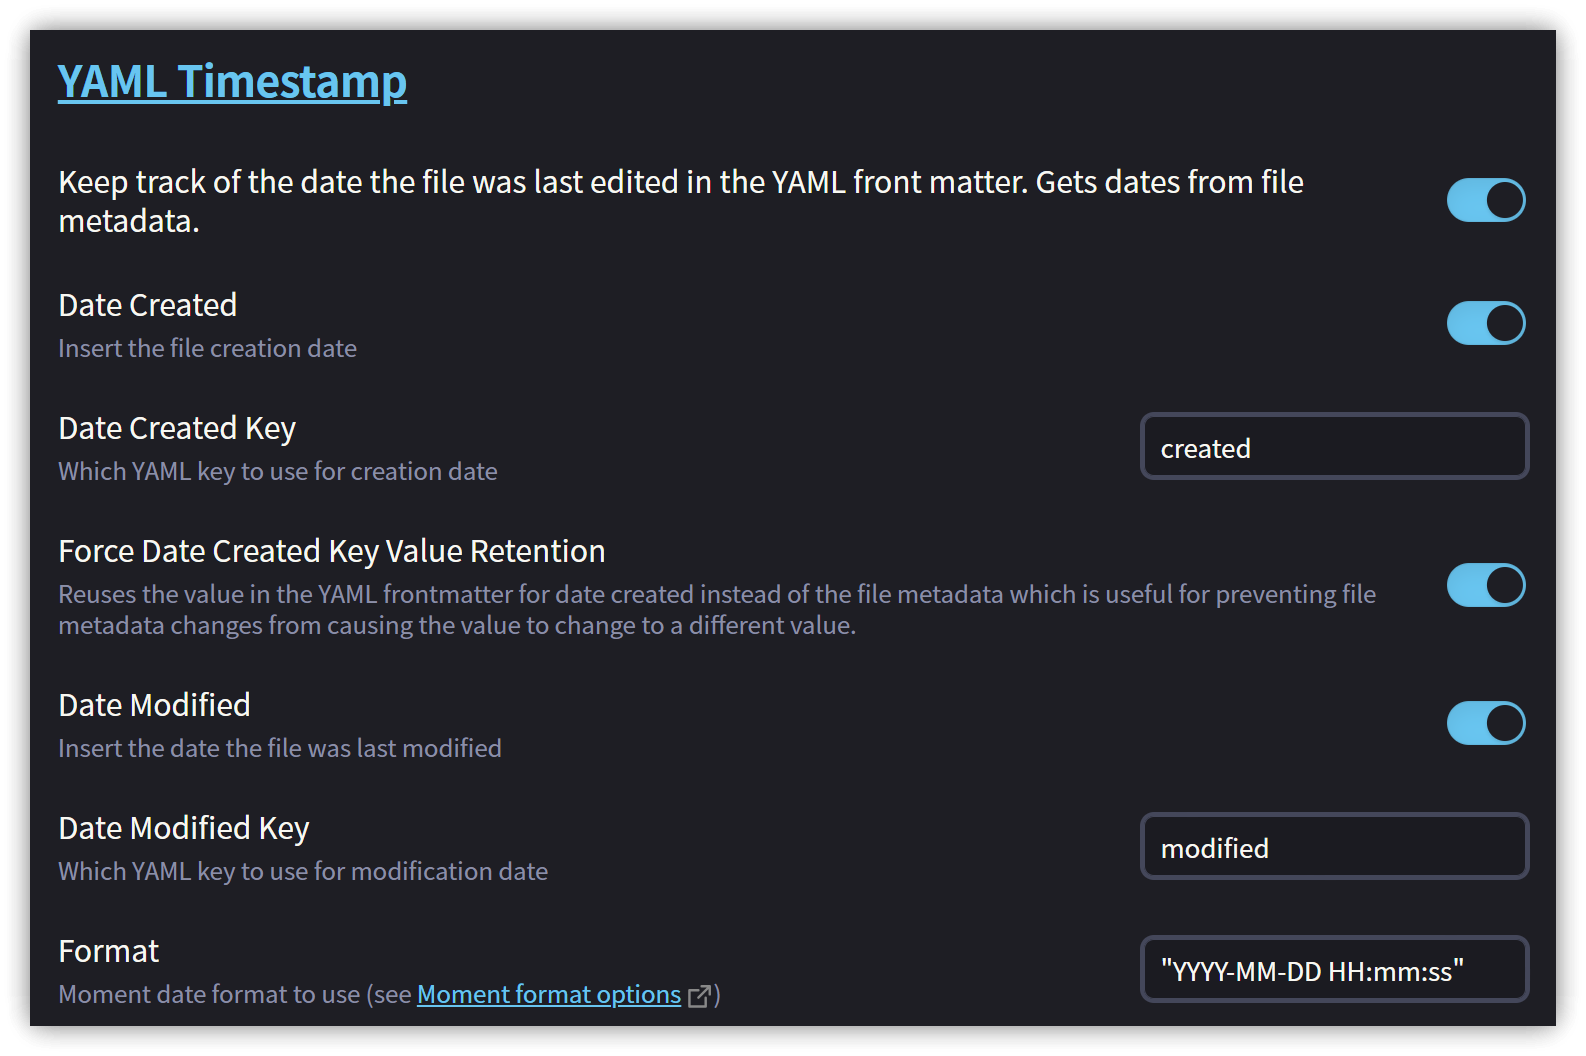 YAML Timestamp
Keep track of the date the file was last edited in the YAML front matter. Gets dates from file
metadata.
Date Created
Insert the file creation date
Date Created Key
Which YAML key to use for creation date
created
Force Date Created Key Value Retention
Reuses the value in the YAML frontmatter for date created instead of the file metadata which is useful for preventing file
metadata changes from causing the value to change to a different value.
Date Modified
Insert the date the file was last modified
Date Modified Key
Which YAML key to use for modification date
modified
Format
Moment date format to use (see Moment format options)
"YYYY-MM-DD HH:mm:ss"